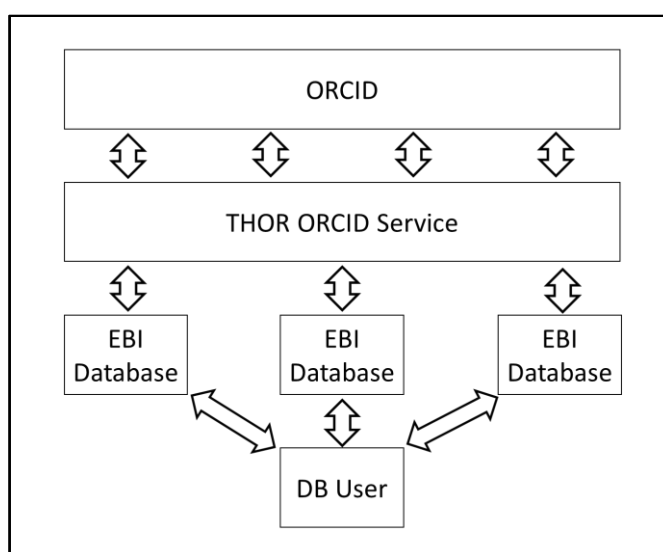 ORCID
THOR ORCID Service
EBI
Database
EBI
Database
EBI
Database
DB User